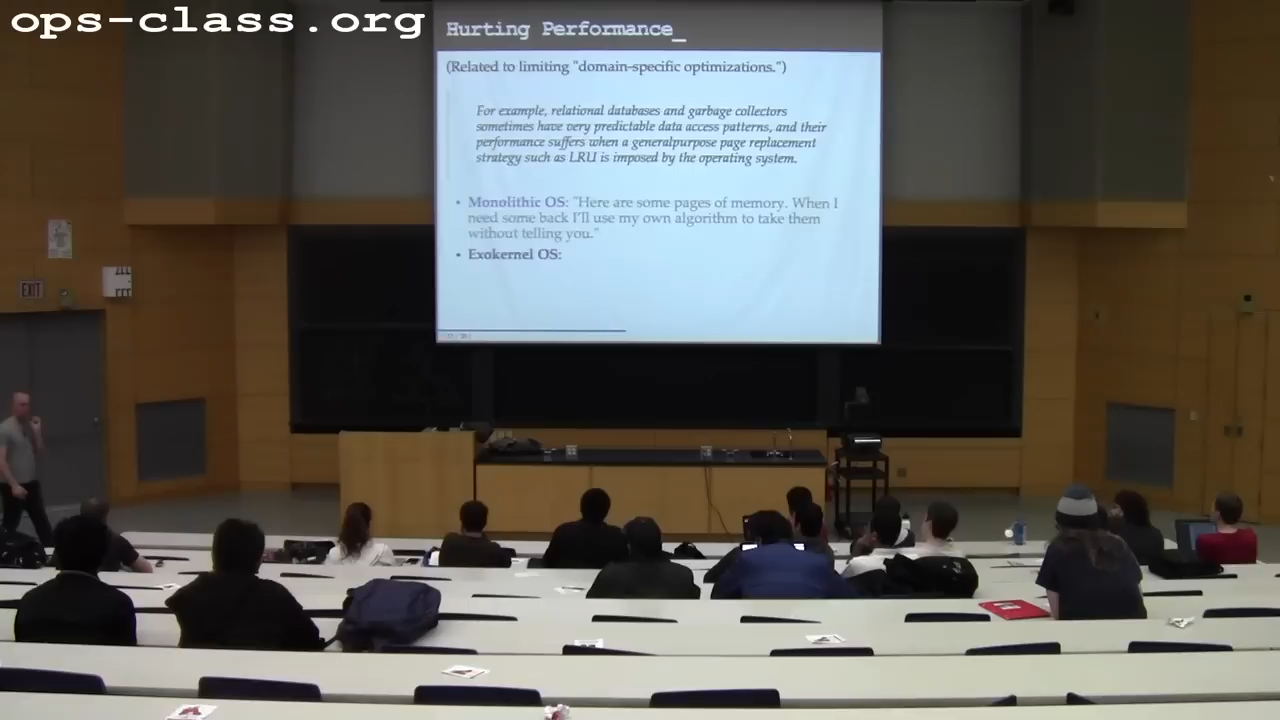 ops-class.org
Hurting Performance_
(Related to limiting "domain-specific optimizations.")
For example, relational databases and garbage collectors
sometimes have very predictable data access patterns, and their
performance suffers when a generalpurpose page replacement
strategy such as LRU is imposed by the operating system.
• Monolithic OS: "Here are some pages of memory. When I
need some back I'll use my own algorithm to take them
without telling you."
• Exokernel OS:
EXIT